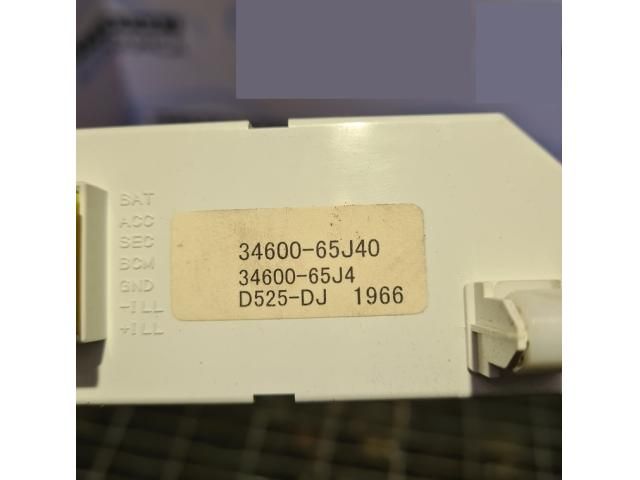 BAT
ACC
SEC
BCM
GND
-ILL
+ILL
34600-65J40
34600-65J4
D525-DJ 1966